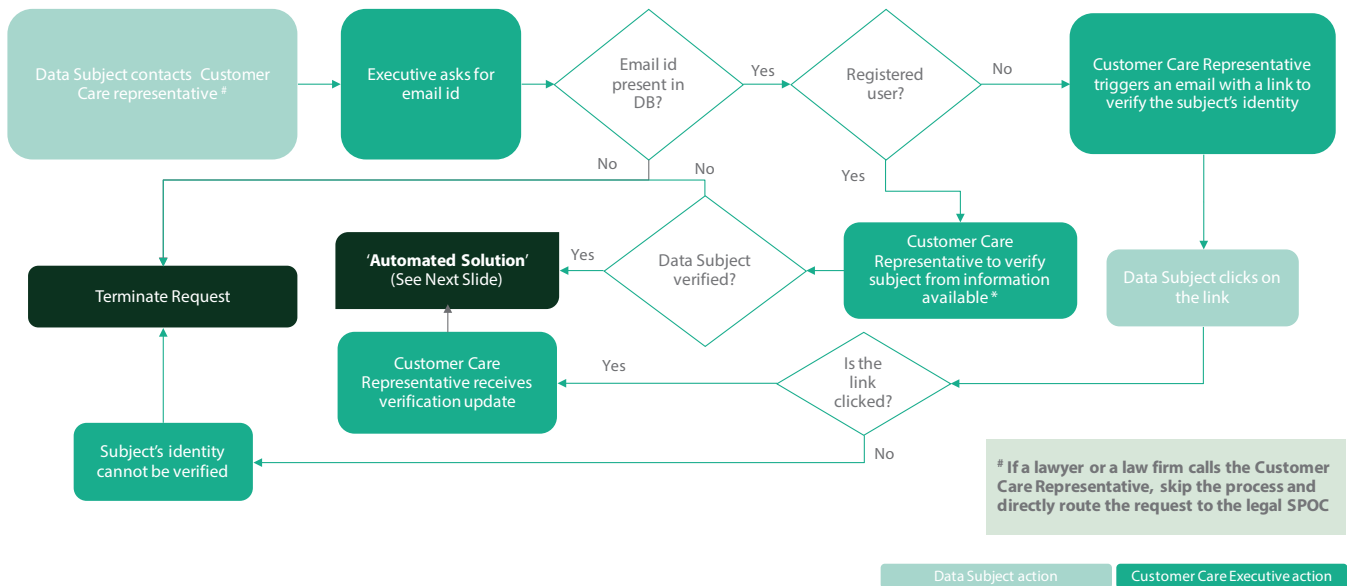 Data Subject contacts Customer
Care representative #
Executive asks for
email id
Email id
present in
DB?
Yes
Registered
user?
No
Customer Care Representative
triggers an email with a link to
verify the subject's identity
No
No
Yes
'Automated Solution'
(See Next Slide)
Yes
Data Subject
verified?
Customer Care
Representative to verify
subject from information
available *
Terminate Request
Data Subject clicks on
the link
Customer Care
Representative receives
verification update
Yes
Is the
link
clicked?
No
Subject's identity
cannot be verified
# If a lawyer or a law firm calls the Customer
Care Representative, skip the process and
directly route the request to the legal SPOC
Data Subject action
Customer Care Executive action